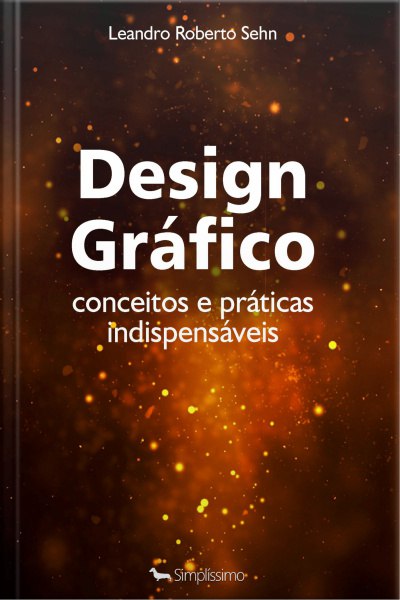 Leandro Roberto Sehn
Design
Gráfico
conceitos e práticas
indispensáveis
Simplíssimo